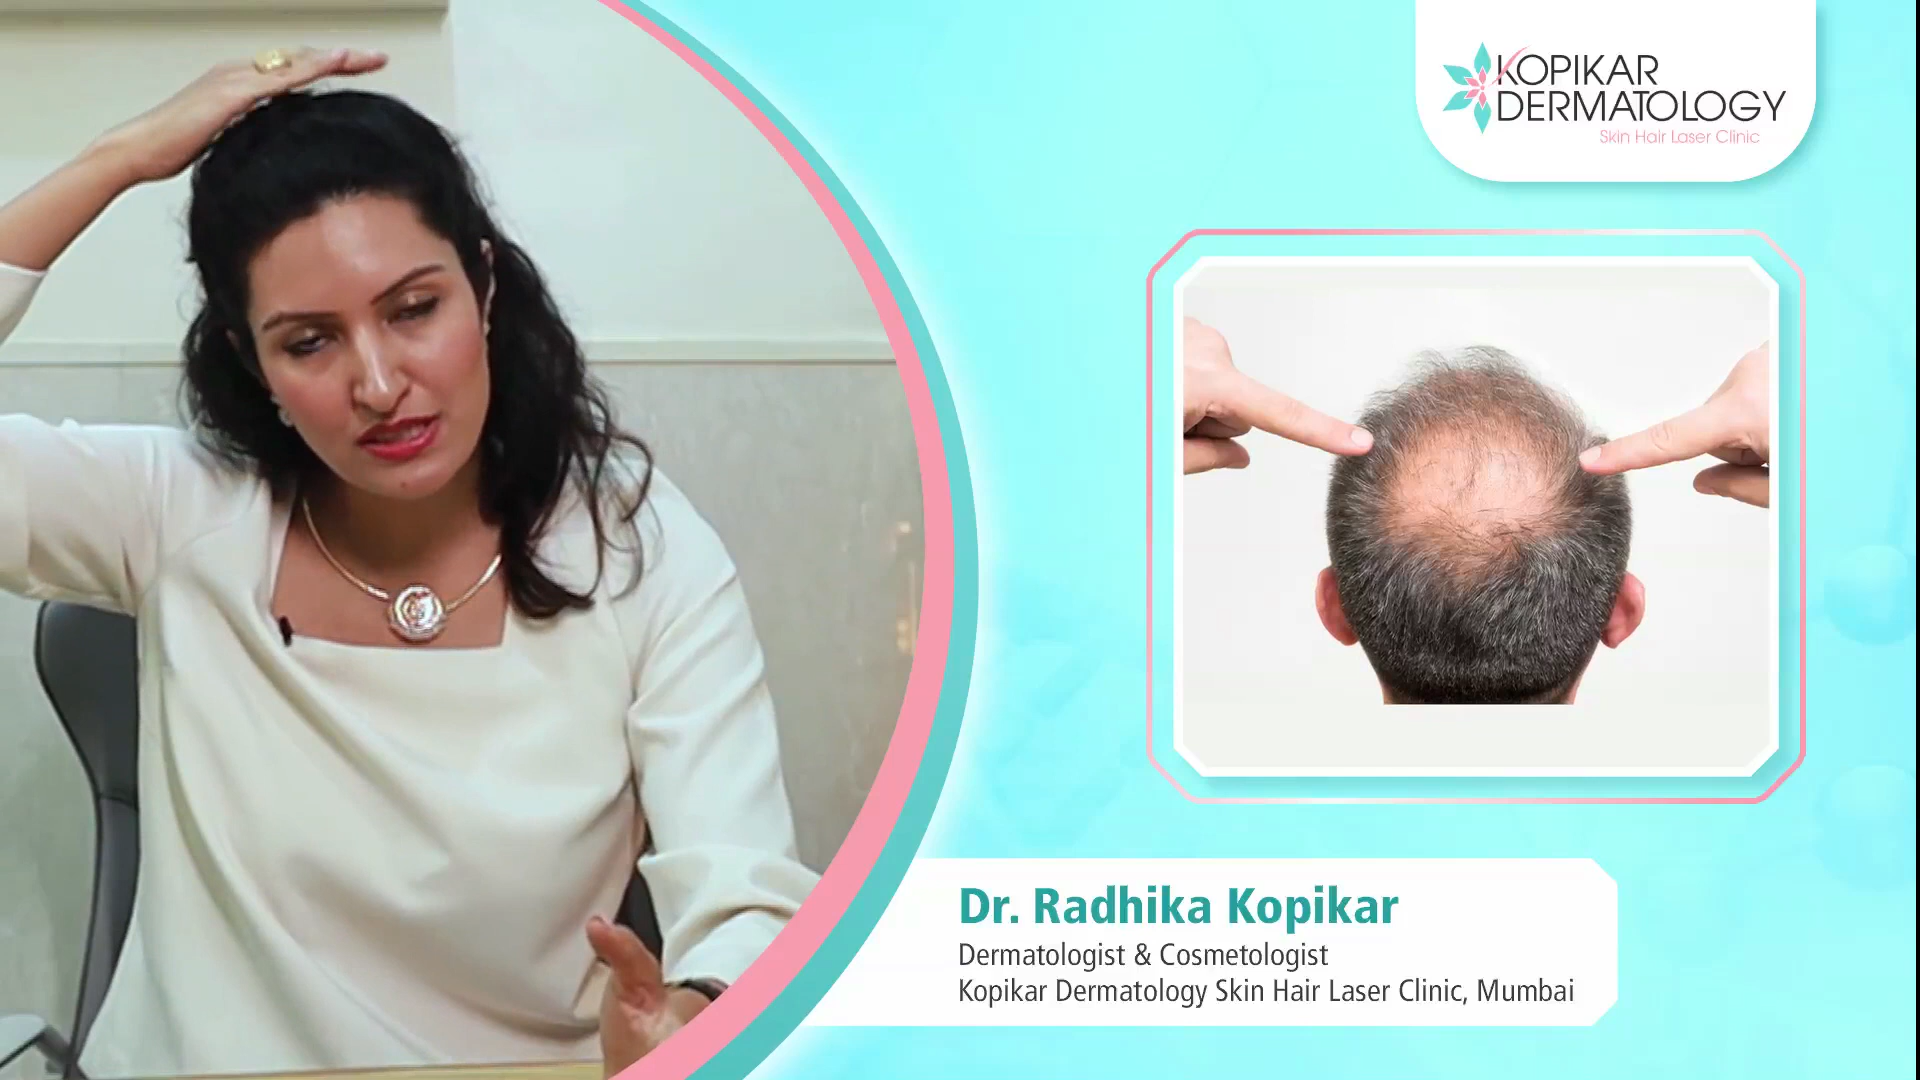 KOPIKAR
DERMATOLOGY
Skin Hair Laser Clinic
Dr. Radhika Kopikar
Dermatologist & Cosmetologist
Kopikar Dermatology Skin Hair Laser Clinic, Mumbai